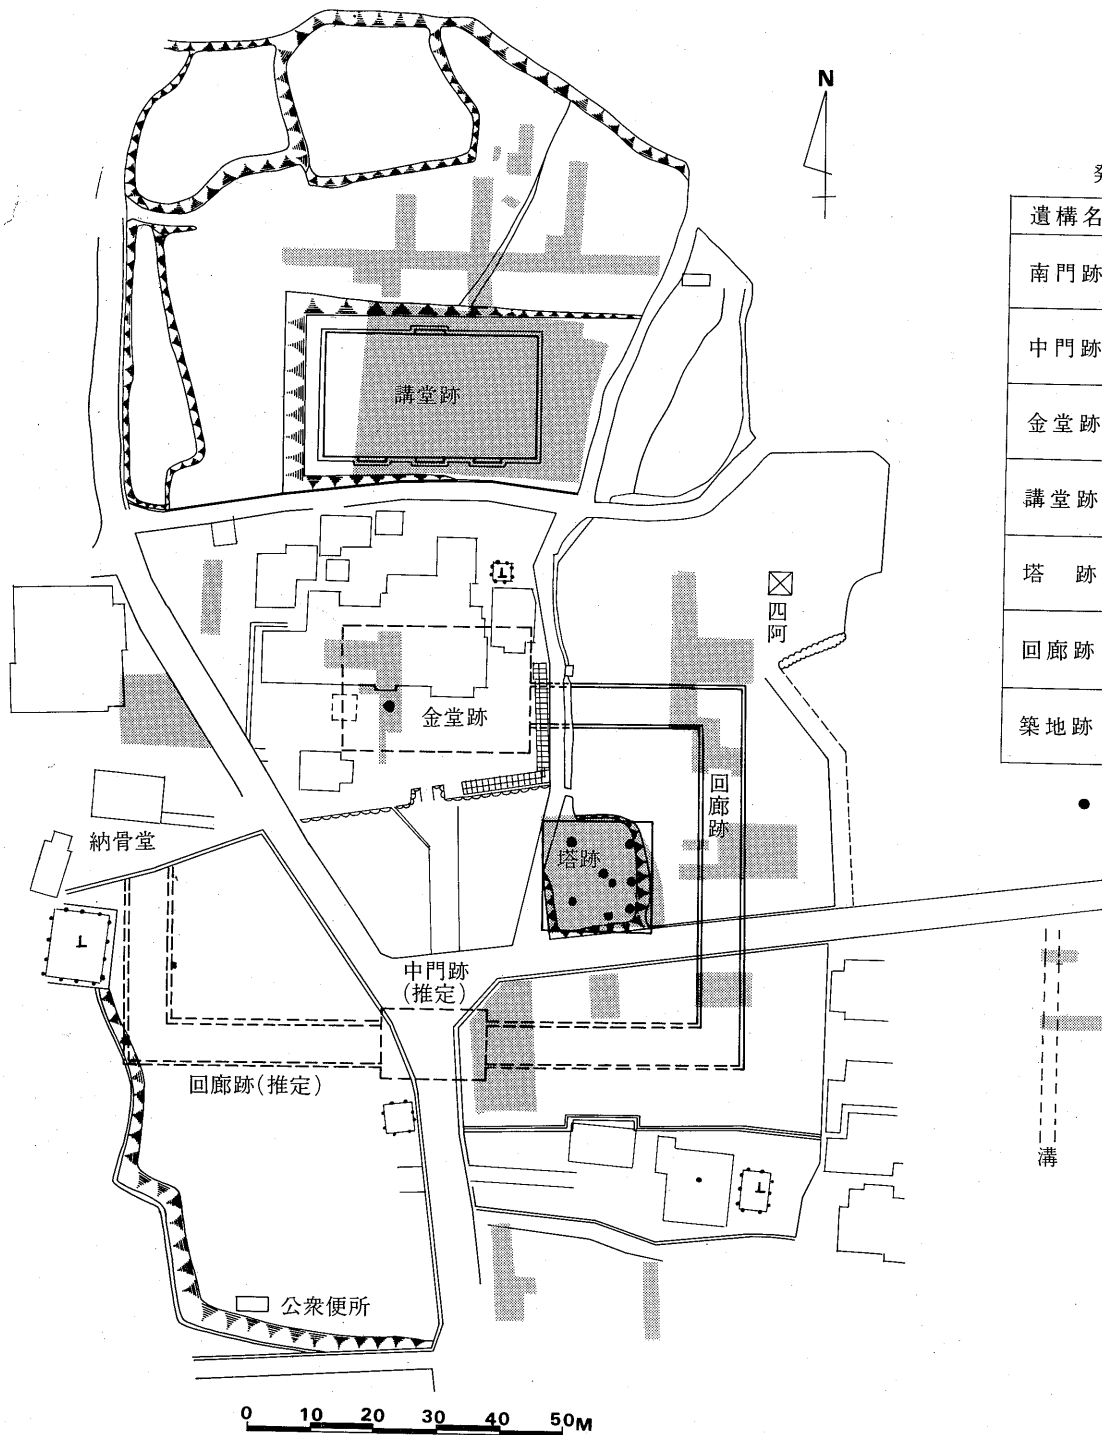 N
発
遺構名
南門跡
中門跡
金堂跡
講堂跡
塔 跡
回廊跡
築地跡
講堂跡
四阿
金堂跡
回廊跡
塔跡
納骨堂
中門跡
(推定)
回廊跡(推定)
溝
公衆便所
0 10 20 30 40 50M